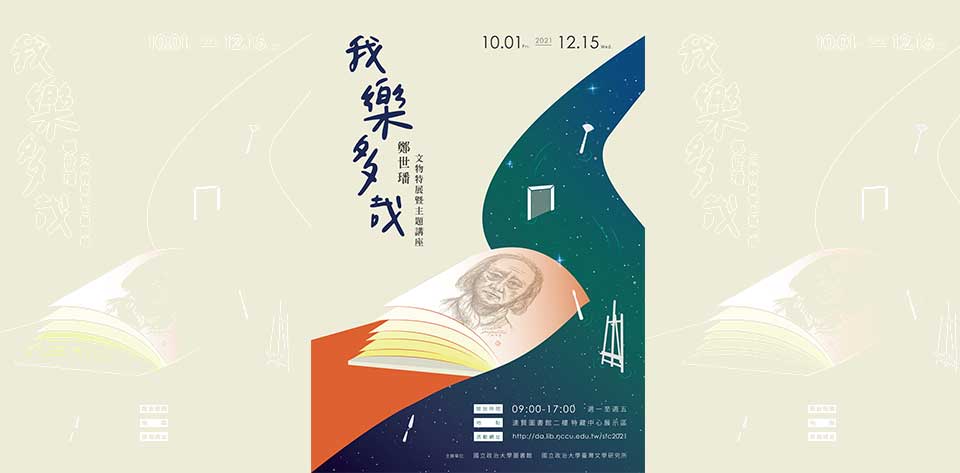 10.01 Fri. 2021 12.15 Wed.
我樂多哉
鄭世璠
文物特展暨主題講座
開放時間 09:00-17:00 週一至週五
地點 達賢圖書館二樓 特藏中心展示區
活動網址 http://da.lib.nccu.edu.tw/sfc2021
主辦單位 國立政治大學圖書館 國立政治大學臺灣文學研究所